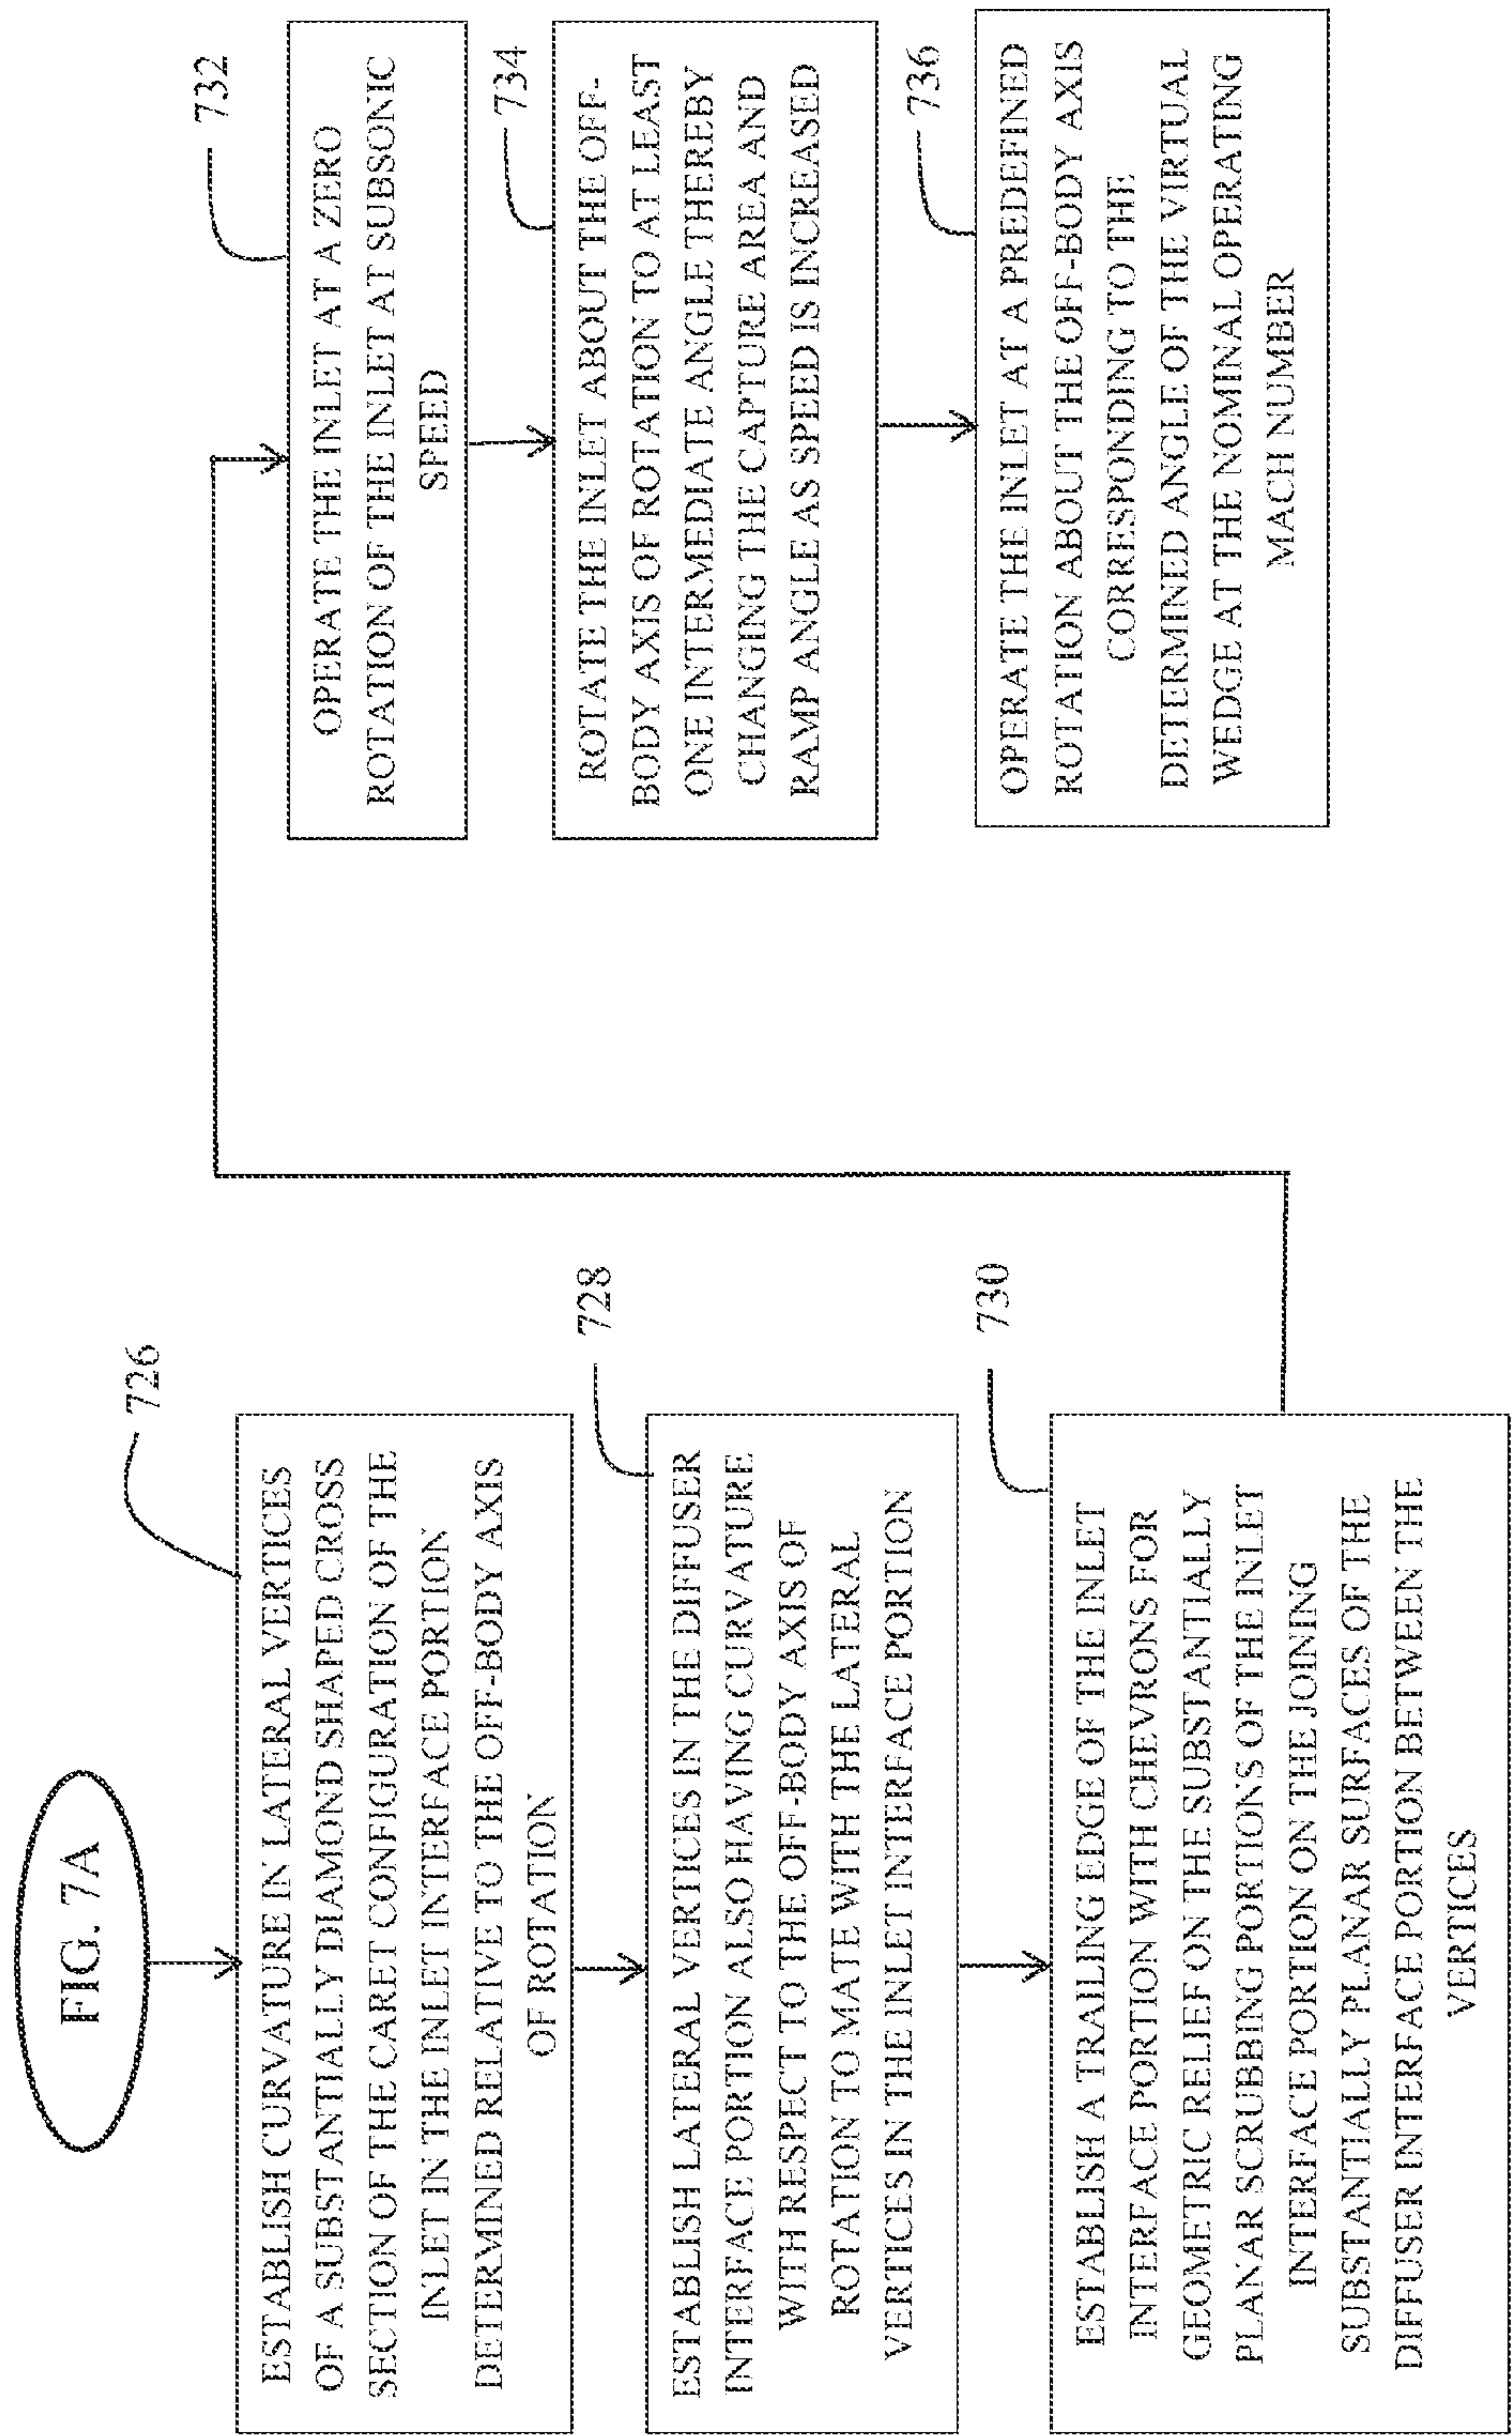 FIG. 7A
726
ESTABLISH CURVATURE IN LATERAL VERTICES
OF A SUBSTANTIALLY DIAMOND SHAPED CROSS
SECTION OF THE CARET CONFIGURATION OF THE
INLET IN THE INLET INTERFACE PORTION
DETERMINED RELATIVE TO THE OFF-BODY AXIS
OF ROTATION
728
ESTABLISH LATERAL VERTICES IN THE DIFFUSER
INTERFACE PORTION ALSO HAVING CURVATURE
WITH RESPECT TO THE OFF-BODY AXIS OF
ROTATION TO MATE WITH THE LATERAL
VERTICES IN THE INLET INTERFACE PORTION
730
ESTABLISH A TRAILING EDGE OF THE INLET
INTERFACE PORTION WITH CHEVRONS FOR
GEOMETRIC RELIEF ON THE SUBSTANTIALLY
PLANAR SCRUBBING PORTIONS OF THE INLET
INTERFACE PORTION ON THE JOINING
SUBSTANTIALLY PLANAR SURFACES OF THE
DIFFUSER INTERFACE PORTION BETWEEN THE
VERTICES
732
OPERATE THE INLET AT A ZERO
ROTATION OF THE INLET AT SUBSONIC
SPEED
734
ROTATE THE INLET ABOUT THE OFF-
BODY AXIS OF ROTATION TO AT LEAST
ONE INTERMEDIATE ANGLE THEREBY
CHANGING THE CAPTURE AREA AND
RAMP ANGLE AS SPEED IS INCREASED
736
OPERATE THE INLET AT A PREDEFINED
ROTATION ABOUT THE OFF-BODY AXIS
CORRESPONDING TO THE
DETERMINED ANGLE OF THE VIRTUAL
WEDGE AT THE NOMINAL OPERATING
MACH NUMBER